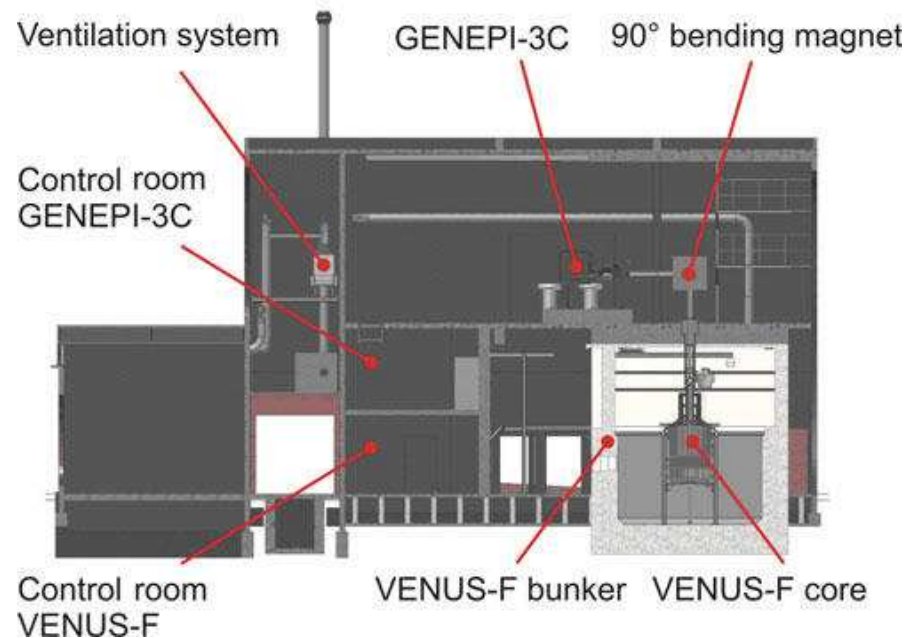 Ventilation system
GENEPI-3C
90° bending magnet
Control room
GENEPI-3C
Control room
VENUS-F
VENUS-F bunker
VENUS-F core